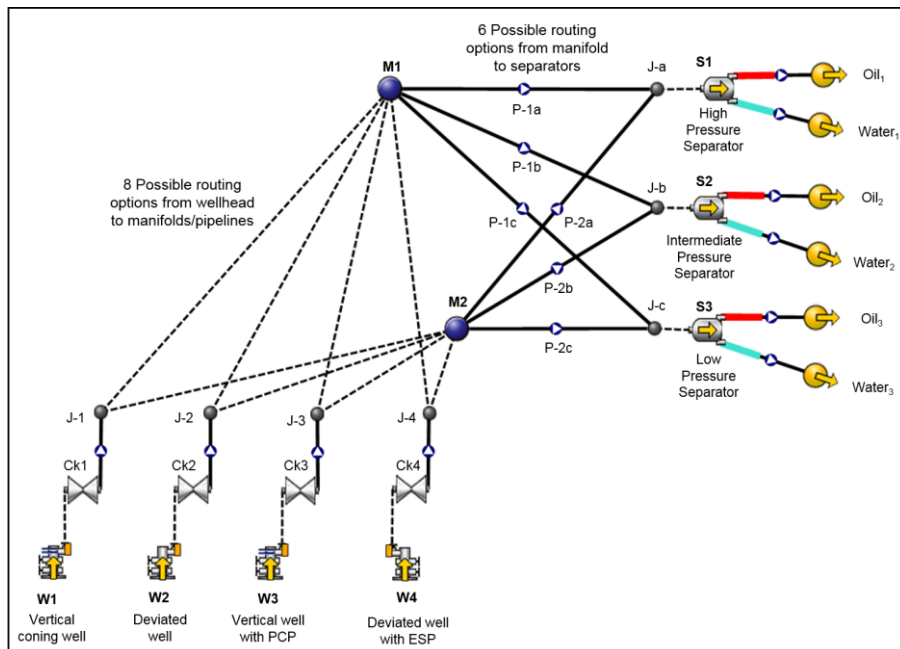 6 Possible routing
options from manifold
to separators
M1
J-a
S1
Oil1
P-1a
High
Pressure
Separator
Water1
P-1b
8 Possible routing
options from wellhead
to manifolds/pipelines
J-b
S2
Oil2
P-1c
P-2a
Intermediate
Pressure
Separator
Water2
P-2b
M2
J-c
S3
Oil3
P-2c
Low
Pressure
Separator
Water3
J-1
J-2
J-3
J-4
Ck1
Ck2
Ck3
Ck4
W1
Vertical
coning well
W2
Deviated
well
W3
Vertical well
with PCP
W4
Deviated well
with ESP